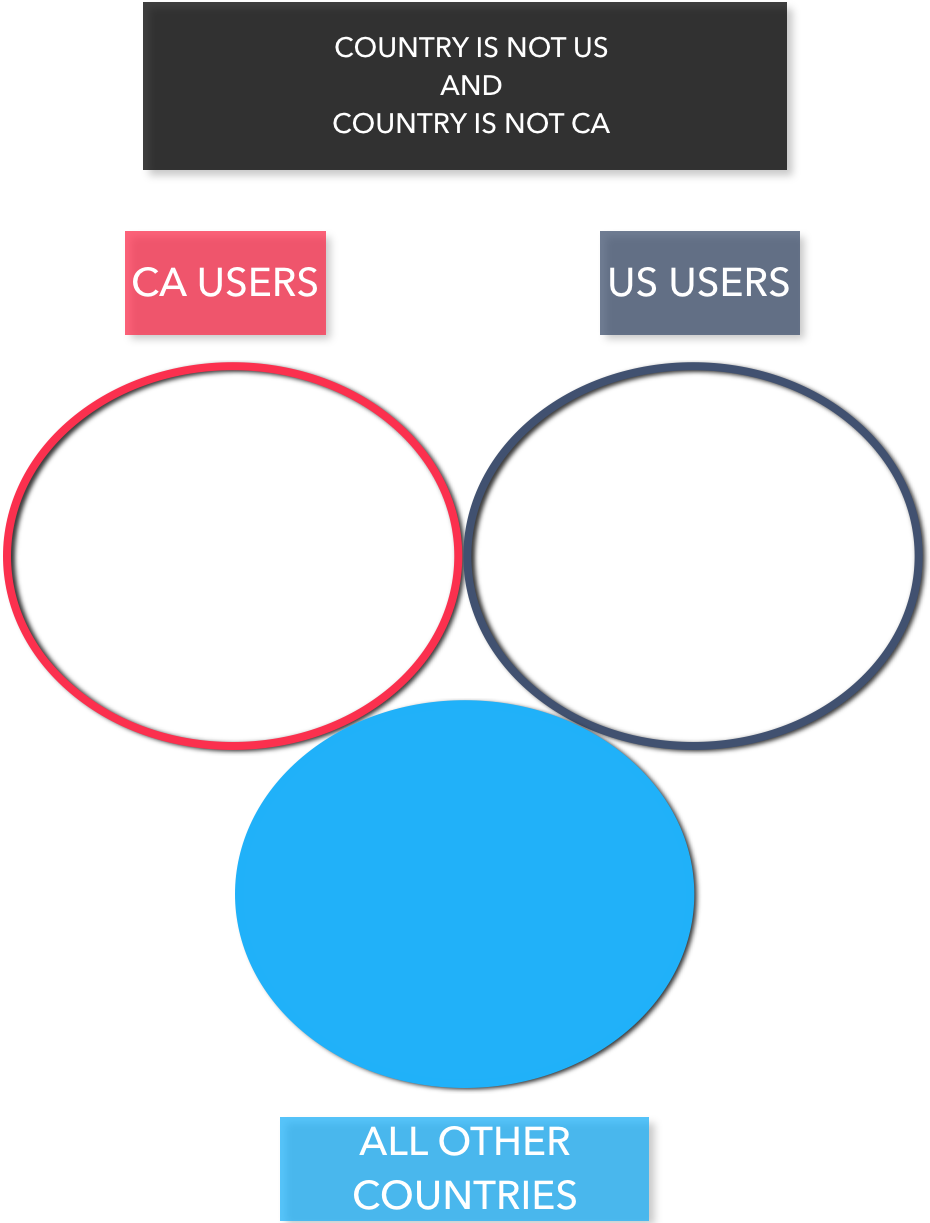 COUNTRY IS NOT US
AND
COUNTRY IS NOT CA
CA USERS
US USERS
ALL OTHER
COUNTRIES